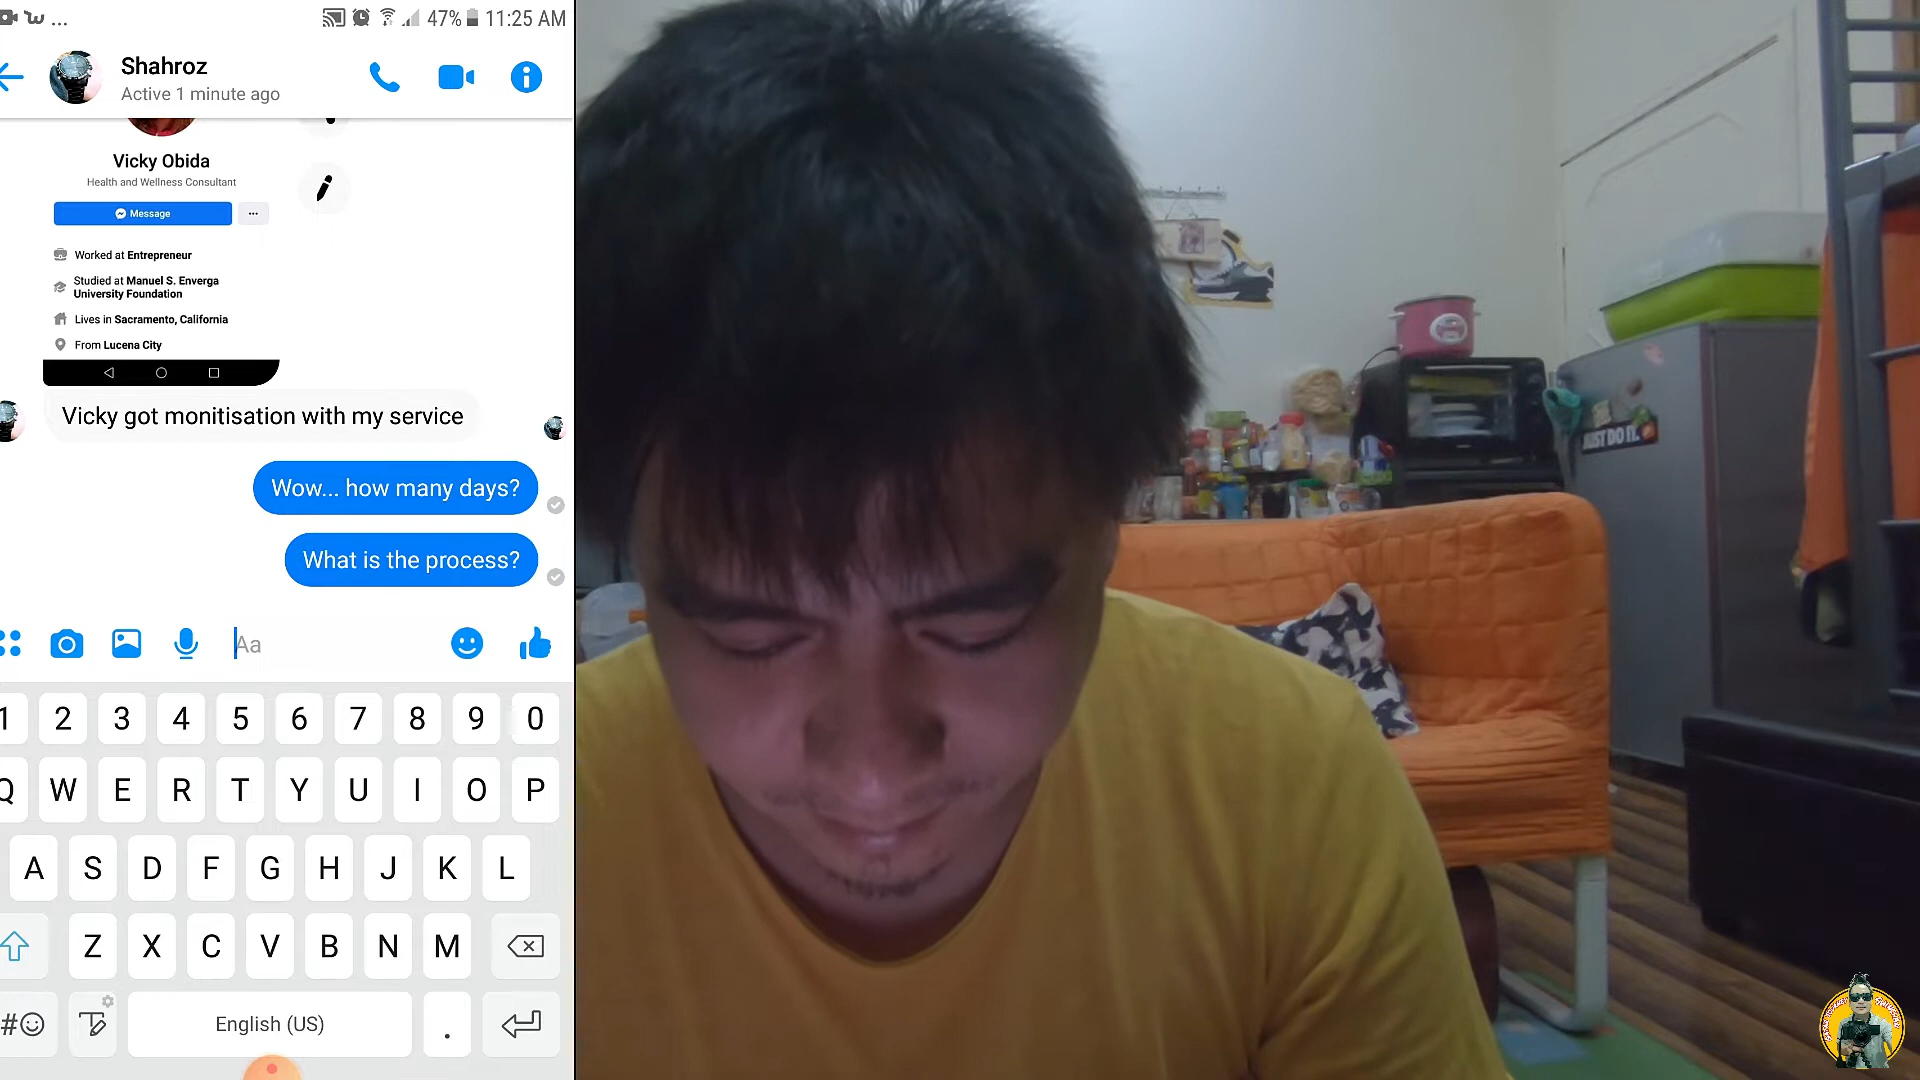 ... 47% 11:25 AM
Shahroz
Active 1 minute ago
Vicky Obida
Health and Wellness Consultant
Message
Worked at Entrepreneur
Studied at Manuel S. Enverga
University Foundation
Lives in Sacramento, California
From Lucena City
Vicky got monitisation with my service
Wow... how many days?
What is the process?
Aa
1 2 3 4 5 6 7 8 9 0
Q W E R T Y U I O P
A S D F G H J K L
Z X C V B N M
# English (US) .
JUST DO IT.